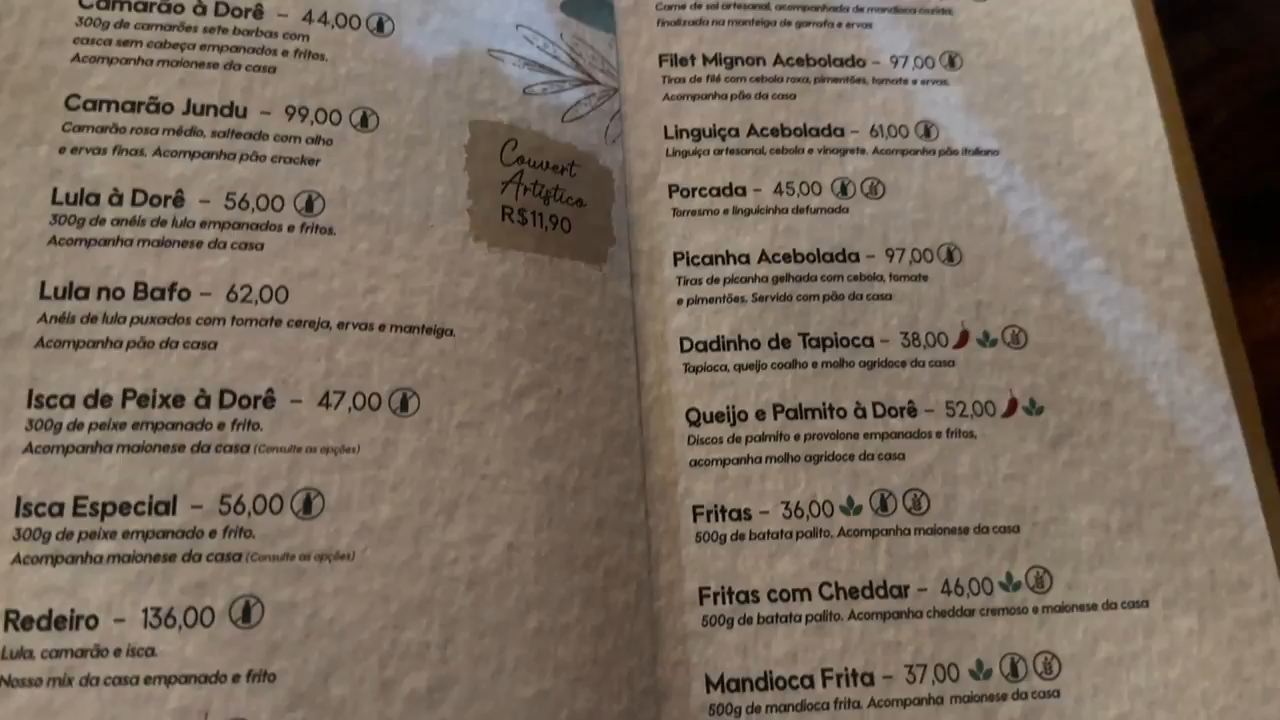 Camarão à Dorê - 44,00
300g de camarões sete barbas com
casca sem cabeça empanados e fritos.
Acompanha maionese da casa
Camarão Jundu - 99,00
Camarão rosa médio, salteado com alho
e ervas finas. Acompanha pão cracker
Lula à Dorê - 56,00
300g de anéis de lula empanados e fritos.
Acompanha maionese da casa
Lula no Bafo - 62,00
Anéis de lula puxados com tomate cereja, ervas e manteiga.
Acompanha pão da casa
Isca de Peixe à Dorê - 47,00
300g de peixe empanado e frito.
Acompanha maionese da casa (Consulte as opções)
Isca Especial - 56,00
300g de peixe empanado e frito.
Acompanha maionese da casa (Consulte as opções)
Redeiro - 136,00
Lula, camarão e isca.
Nosso mix da casa empanado e frito
Couvert
Artístico
R$11,90
Carne de sol artesanal, acompanhada de mandioca cozida,
finalizada na manteiga de garrafa e ervas
Filet Mignon Acebolado - 97,00
Tiras de filé com cebola roxa, pimentões, tomate e ervas.
Acompanha pão da casa
Linguiça Acebolada - 61,00
Linguiça artesanal, cebola e vinagrete. Acompanha pão italiano
Porcada - 45,00
Torresmo e linguicinha defumada
Picanha Acebolada - 97,00
Tiras de picanha gelhada com cebola, tomate
e pimentões. Servido com pão da casa
Dadinho de Tapioca - 38,00
Tapioca, queijo coalho e molho agridoce da casa
Queijo e Palmito à Dorê - 52,00
Discos de palmito e provolone empanados e fritos,
acompanha molho agridoce da casa
Fritas - 36,00
500g de batata palito. Acompanha maionese da casa
Fritas com Cheddar - 46,00
500g de batata palito. Acompanha cheddar cremoso e maionese da casa
Mandioca Frita - 37,00
500g de mandioca frita. Acompanha maionese da casa